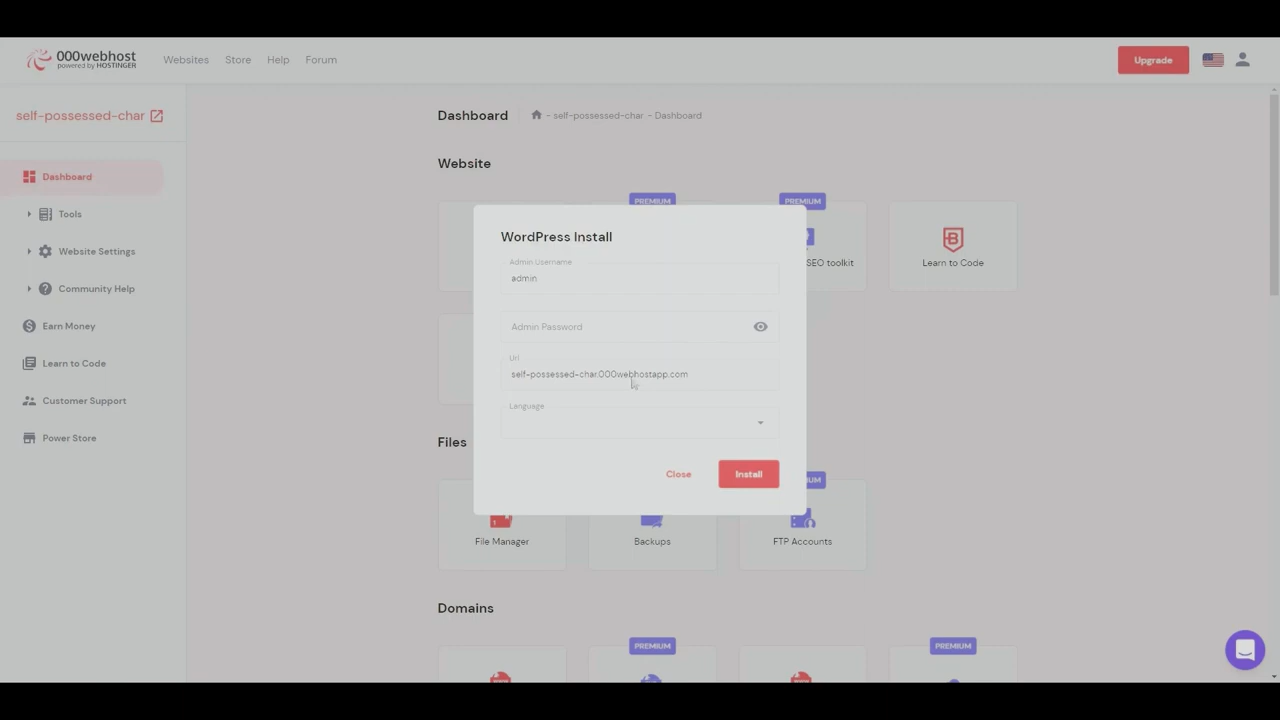 000webhost
powered by HOSTINGER
Websites Store Help Forum
Upgrade
self-possessed-char
Dashboard
Tools
Website Settings
Community Help
Earn Money
Learn to Code
Customer Support
Power Store
Dashboard - self-possessed-char - Dashboard
Website
PREMIUM PREMIUM
SEO toolkit
Learn to Code
WordPress Install
Admin Username
admin
Admin Password
Url
self-possessed-char.000webhostapp.com
Language
Close Install
Files
File Manager
Backups
FTP Accounts
Domains
PREMIUM PREMIUM